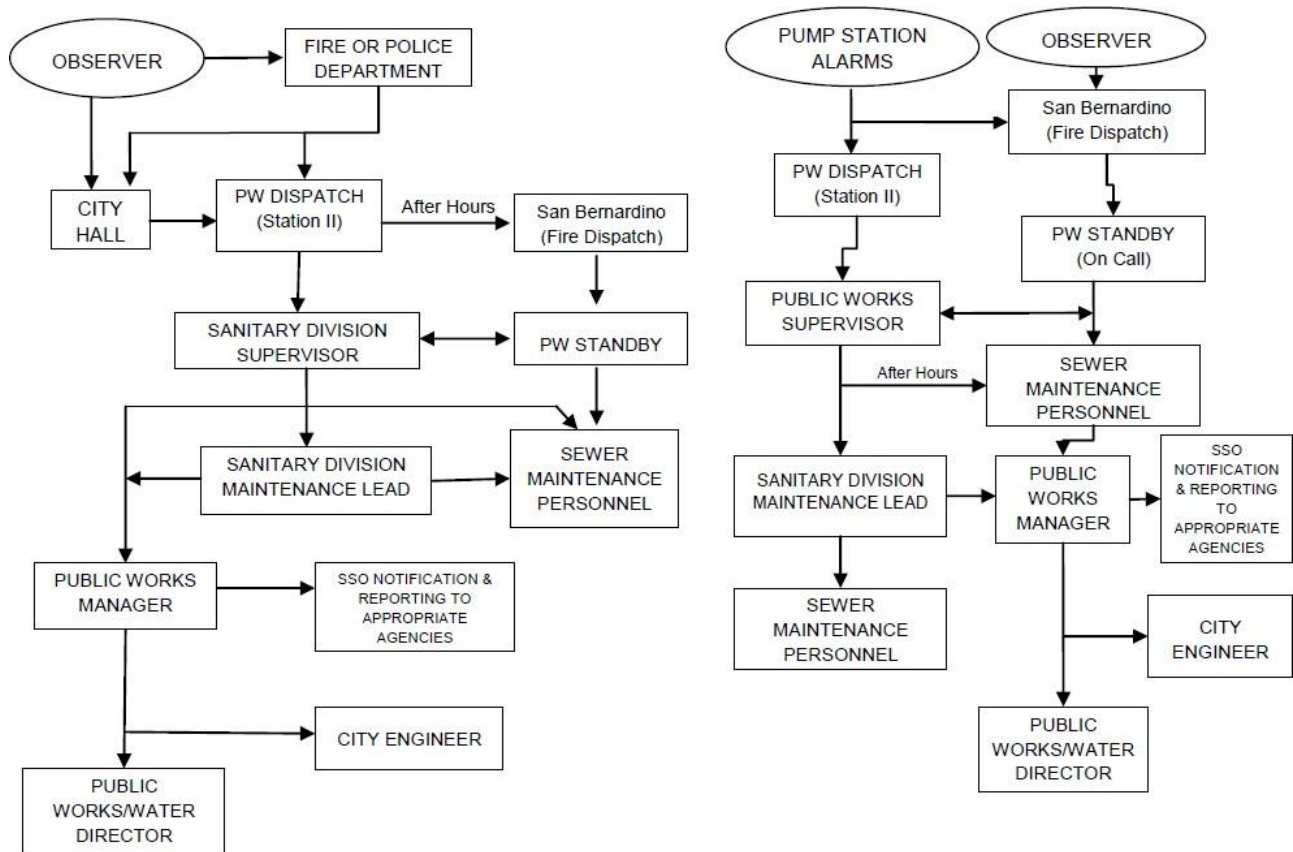 OBSERVER
FIRE OR POLICE
DEPARTMENT
CITY
HALL
PW DISPATCH
(Station II)
After Hours
San Bernardino
(Fire Dispatch)
SANITARY DIVISION
SUPERVISOR
PW STANDBY
SANITARY DIVISION
MAINTENANCE LEAD
SEWER
MAINTENANCE
PERSONNEL
PUBLIC WORKS
MANAGER
SSO NOTIFICATION &
REPORTING TO
APPROPRIATE
AGENCIES
CITY ENGINEER
PUBLIC
WORKS/WATER
DIRECTOR
PUMP STATION
ALARMS
OBSERVER
San Bernardino
(Fire Dispatch)
PW DISPATCH
(Station II)
PW STANDBY
(On Call)
PUBLIC WORKS
SUPERVISOR
After Hours
SEWER
MAINTENANCE
PERSONNEL
SANITARY DIVISION
MAINTENANCE LEAD
PUBLIC
WORKS
MANAGER
SSO
NOTIFICATION
& REPORTING
TO
APPROPRIATE
AGENCIES
SEWER
MAINTENANCE
PERSONNEL
CITY
ENGINEER
PUBLIC
WORKS/WATER
DIRECTOR